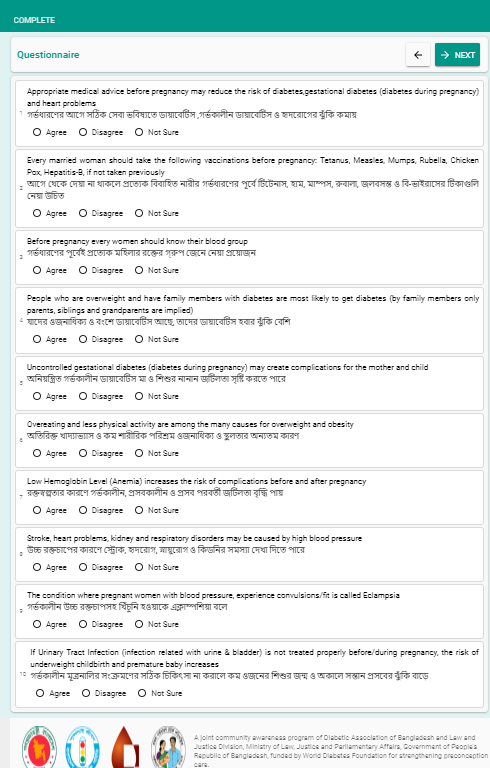 COMPLETE
Questionnaire
NEXT
Appropriate medical advice before pregnancy may reduce the risk of diabetes,gestational diabetes (diabetes during pregnancy)
and heart problems
গর্ভধারণের আগে সঠিক সেবা ভবিষ্যতে ডায়াবেটিস ,গর্ভকালীন ডায়াবেটিস ও হৃদরোগের ঝুঁকি কমায়
Agree Disagree Not Sure
Every married woman should take the following vaccinations before pregnancy: Tetanus, Measles, Mumps, Rubella, Chicken
Pox, Hepatitis-B, if not taken previously
আগে থেকে দেয়া না থাকলে প্রত্যেক বিবাহিত নারীর গর্ভধারণের পূর্বে টিটেনাস, হাম, মাম্পস, রুবেলা, জলবসন্ত ও বি-ভাইরাসের টিকাগুলি
নেয়া উচিত
Agree Disagree Not Sure
Before pregnancy every women should know their blood group
গর্ভধারণের পূর্বেই প্রত্যেক মহিলার রক্তের গ্রুপ জেনে নেয়া প্রয়োজন
Agree Disagree Not Sure
People who are overweight and have family members with diabetes are most likely to get diabetes (by family members only
parents, siblings and grandparents are implied)
যাদের ওজনাধিক্য ও বংশে ডায়াবেটিস আছে, তাদের ডায়াবেটিস হবার ঝুঁকি বেশি
Agree Disagree Not Sure
Uncontrolled gestational diabetes (diabetes during pregnancy) may create complications for the mother and child
অনিয়ন্ত্রিত গর্ভকালীন ডায়াবেটিস মা ও শিশুর নানান জটিলতা সৃষ্টি করতে পারে
Agree Disagree Not Sure
Overeating and less physical activity are among the many causes for overweight and obesity
অতিরিক্ত খাদ্যাভ্যাস ও কম শারীরিক পরিশ্রম ওজনাধিক্য ও স্থুলতার অন্যতম কারণ
Agree Disagree Not Sure
Low Hemoglobin Level (Anemia) increases the risk of complications before and after pregnancy
রক্তস্বল্পতার কারণে গর্ভকালীন, প্রসবকালীন ও প্রসব পরবর্তী জটিলতা বৃদ্ধি পায়
Agree Disagree Not Sure
Stroke, heart problems, kidney and respiratory disorders may be caused by high blood pressure
উচ্চ রক্তচাপের কারণে স্ট্রোক, হৃদরোগ, স্নায়ুরোগ ও কিডনির সমস্যা দেখা দিতে পারে
Agree Disagree Not Sure
The condition where pregnant women with blood pressure, experience convulsions/fit is called Eclampsia
গর্ভকালীন উচ্চ রক্তচাপসহ খিঁচুনি হওয়াকে এক্লাম্পশিয়া বলে
Agree Disagree Not Sure
If Urinary Tract Infection (infection related with urine & bladder) is not treated properly before/during pregnancy, the risk of
underweight childbirth and premature baby increases
১০ গর্ভকালীন মূত্রনালির সংক্রমণের সঠিক চিকিৎসা না করালে কম ওজনের শিশুর জন্ম ও অকালে সন্তান প্রসবের ঝুঁকি বাড়ে
Agree Disagree Not Sure
A joint community awareness program of Diabetic Association of Bangladesh and Law and
Justice Division, Ministry of Law, Justice and Parliamentary Affairs, Government of People's
Republic of Bangladesh, funded by World Diabetes Foundation for strengthening preconception
care.